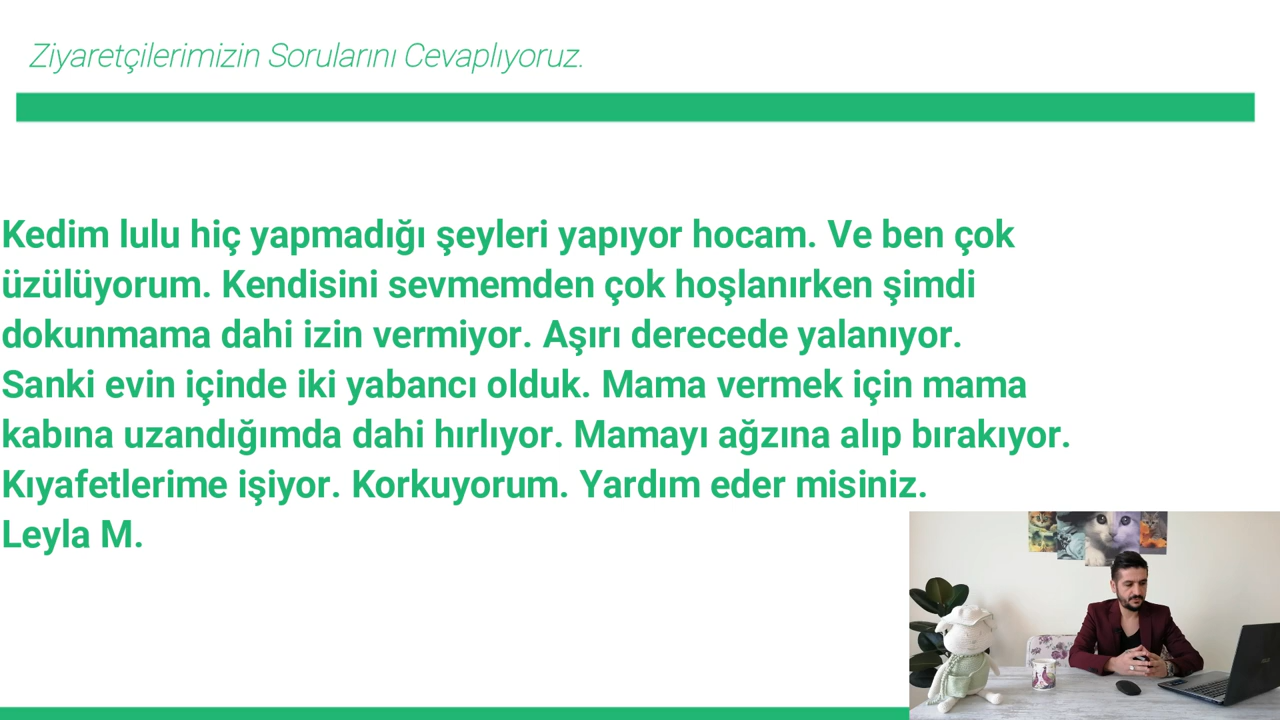 Ziyaretçilerimizin Sorularını Cevaplıyoruz.
Kedim lulu hiç yapmadığı şeyleri yapıyor hocam. Ve ben çok
üzülüyorum. Kendisini sevmemden çok hoşlanırken şimdi
dokunmama dahi izin vermiyor. Aşırı derecede yalanıyor.
Sanki evin içinde iki yabancı olduk. Mama vermek için mama
kabına uzandığımda dahi hırlıyor. Mamayı ağzına alıp bırakıyor.
Kıyafetlerime işiyor. Korkuyorum. Yardım eder misiniz.
Leyla M.